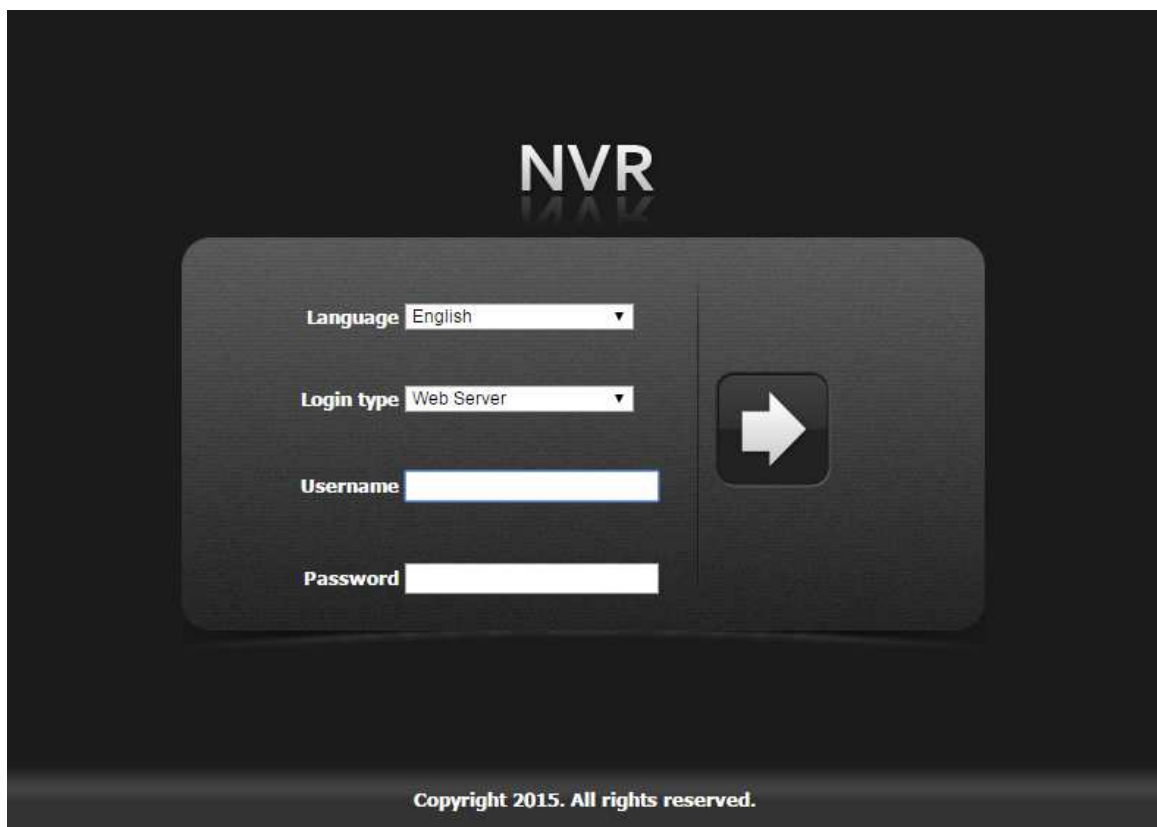 NVR
Language English
Login type Web Server
Username
Password
Copyright 2015. All rights reserved.